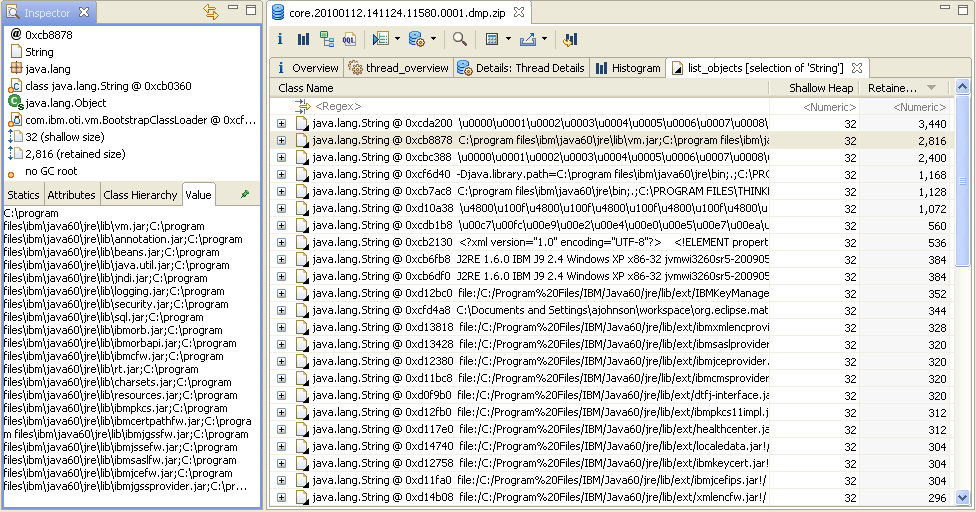 Inspector
0xcb8878
String
java.lang
class java.lang.String @ 0xcb0360
java.lang.Object
com.ibm.oti.vm.BootstrapClassLoader @ 0xcf...
32 (shallow size)
2,816 (retained size)
no GC root
Statics Attributes Class Hierarchy Value
C:\program
files\ibm\java60\jre\lib\vm.jar;C:\program
files\ibm\java60\jre\lib\annotation.jar;C:\program
files\ibm\java60\jre\lib\beans.jar;C:\program
files\ibm\java60\jre\lib\java.util.jar;C:\program
files\ibm\java60\jre\lib\jndi.jar;C:\program
files\ibm\java60\jre\lib\logging.jar;C:\program
files\ibm\java60\jre\lib\security.jar;C:\program
files\ibm\java60\jre\lib\sql.jar;C:\program
files\ibm\java60\jre\lib\ibmorb.jar;C:\program
files\ibm\java60\jre\lib\ibmorbapi.jar;C:\program
files\ibm\java60\jre\lib\ibmcfw.jar;C:\program
files\ibm\java60\jre\lib\rt.jar;C:\program
files\ibm\java60\jre\lib\charsets.jar;C:\program
files\ibm\java60\jre\lib\resources.jar;C:\program
files\ibm\java60\jre\lib\ibmpkcs.jar;C:\program
files\ibm\java60\jre\lib\ibmcertpathfw.jar;C:\progra
m files\ibm\java60\jre\lib\ibmjgssfw.jar;C:\program
files\ibm\java60\jre\lib\ibmjssefw.jar;C:\program
files\ibm\java60\jre\lib\ibmsaslfw.jar;C:\program
files\ibm\java60\jre\lib\ibmjcefw.jar;C:\program
files\ibm\java60\jre\lib\ibmjgssprovider.jar;C:\pr...
core.20100112.141124.11580.0001.dmp.zip
OQL
Overview thread_overview Details: Thread Details Histogram list_objects [selection of 'String']
Class Name Shallow Heap Retaine...
<Regex> <Numeric> <Numeric>
java.lang.String @ 0xcda200 \u0000\u0001\u0002\u0003\u0004\u0005\u0006\u0007\u0008\ 32 3,440
java.lang.String @ 0xcb8878 C:\program files\ibm\java60\jre\lib\vm.jar;C:\program files\ibm\ja 32 2,816
java.lang.String @ 0xcbc388 \u0000\u0001\u0002\u0003\u0004\u0005\u0006\u0007\u0008\ 32 2,400
java.lang.String @ 0xcf6d40 -Djava.library.path=C:\program files\ibm\java60\jre\bin;.;C:\PR 32 1,168
java.lang.String @ 0xcb7ac8 C:\program files\ibm\java60\jre\bin;.;C:\PROGRAM FILES\THINK 32 1,128
java.lang.String @ 0xd10a38 \u4800\u100f\u4800\u100f\u4800\u100f\u4800\u100f\u4800\u 32 1,072
java.lang.String @ 0xcdb1b8 \u00c7\u00fc\u00e9\u00e2\u00e4\u00e0\u00e5\u00e7\u00ea\u 32 560
java.lang.String @ 0xcb2130 <?xml version="1.0" encoding="UTF-8"?> <!ELEMENT propert 32 536
java.lang.String @ 0xcb6fb8 J2RE 1.6.0 IBM J9 2.4 Windows XP x86-32 jvmwi3260sr5-200905 32 384
java.lang.String @ 0xcb6df0 J2RE 1.6.0 IBM J9 2.4 Windows XP x86-32 jvmwi3260sr5-200905 32 384
java.lang.String @ 0xd12bc0 file:/C:/Program%20Files/IBM/Java60/jre/lib/ext/IBMKeyManage 32 352
java.lang.String @ 0xcfd4a8 C:\Documents and Settings\ajohnson\workspace\org.eclipse.mat 32 344
java.lang.String @ 0xd13818 file:/C:/Program%20Files/IBM/Java60/jre/lib/ext/ibmxmlencprovi 32 328
java.lang.String @ 0xd13428 file:/C:/Program%20Files/IBM/Java60/jre/lib/ext/ibmsaslprovider. 32 320
java.lang.String @ 0xd12380 file:/C:/Program%20Files/IBM/Java60/jre/lib/ext/ibmjceprovider. 32 320
java.lang.String @ 0xd11bc8 file:/C:/Program%20Files/IBM/Java60/jre/lib/ext/ibmcmsprovider 32 320
java.lang.String @ 0xd0f9b0 file:/C:/Program%20Files/IBM/Java60/jre/lib/ext/dtfj-interface.ja 32 320
java.lang.String @ 0xd12fb0 file:/C:/Program%20Files/IBM/Java60/jre/lib/ext/ibmpkcs11impl.j 32 312
java.lang.String @ 0xd117e0 file:/C:/Program%20Files/IBM/Java60/jre/lib/ext/healthcenter.ja 32 312
java.lang.String @ 0xd14740 file:/C:/Program%20Files/IBM/Java60/jre/lib/ext/localedata.jar!/ 32 304
java.lang.String @ 0xd12758 file:/C:/Program%20Files/IBM/Java60/jre/lib/ext/ibmkeycert.jar! 32 304
java.lang.String @ 0xd11fa0 file:/C:/Program%20Files/IBM/Java60/jre/lib/ext/ibmjcefips.jar!/ 32 304
java.lang.String @ 0xd14b08 file:/C:/Program%20Files/IBM/Java60/jre/lib/ext/xmlencfw.jar!/ 32 296